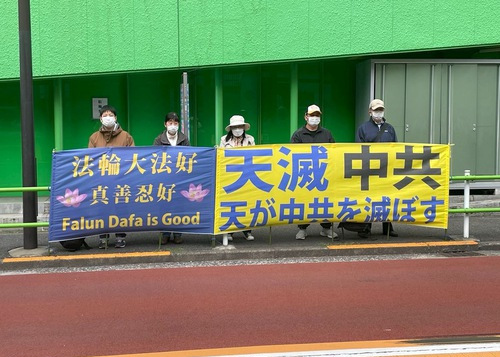 法輪大法好
真善忍好
Falun Dafa is Good
天滅中共
天が中共を滅ぼす